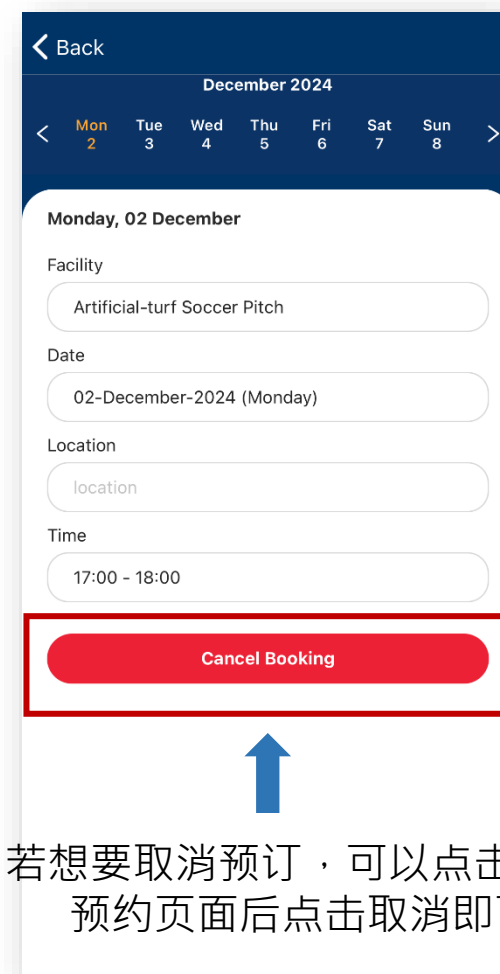 Back
December 2024
< Mon Tue Wed Thu Fri Sat Sun >
2 3 4 5 6 7 8
Monday, 02 December
Facility
Artificial-turf Soccer Pitch
Date
02-December-2024 (Monday)
Location
location
Time
17:00 - 18:00
Cancel Booking
若想要取消预订，可以点击
预约页面后点击取消即